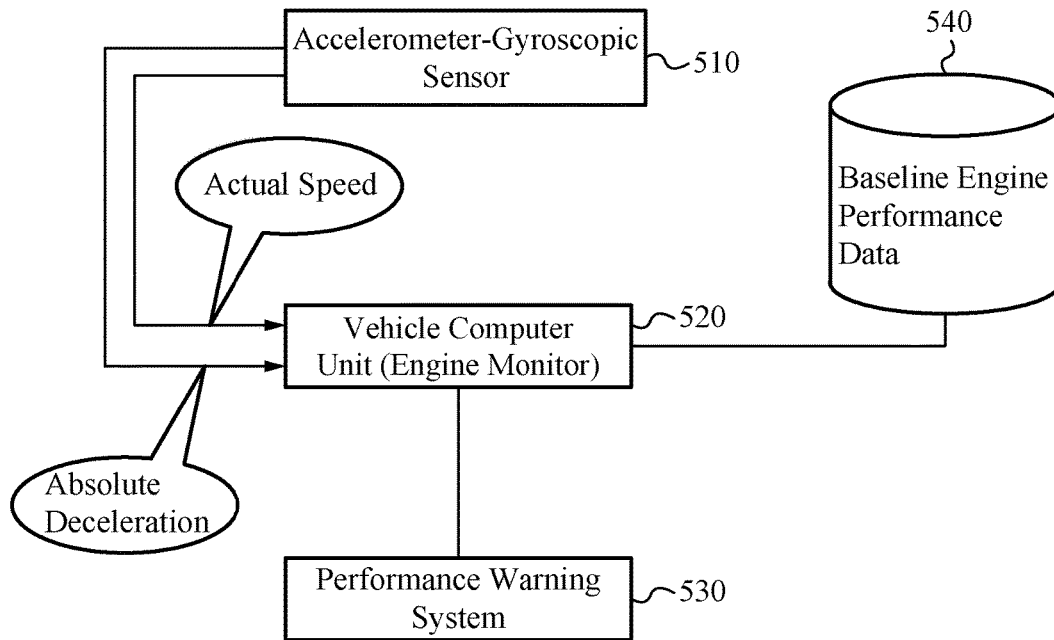 Accelerometer-Gyroscopic
Sensor
510
540
Actual Speed
Baseline Engine
Performance
Data
Vehicle Computer
Unit (Engine Monitor)
520
Absolute
Deceleration
Performance Warning
System
530